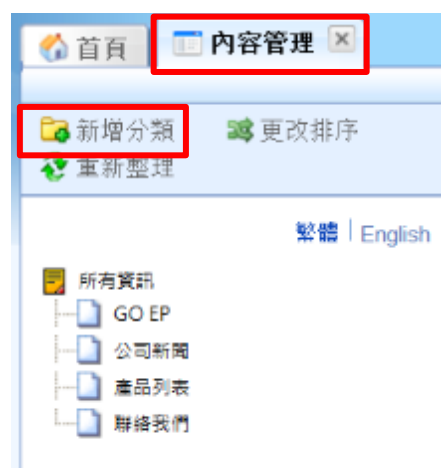 首頁 內容管理
新增分類 更改排序
重新整理
繁體 English
所有資訊
GO EP
公司新聞
產品列表
聯絡我們